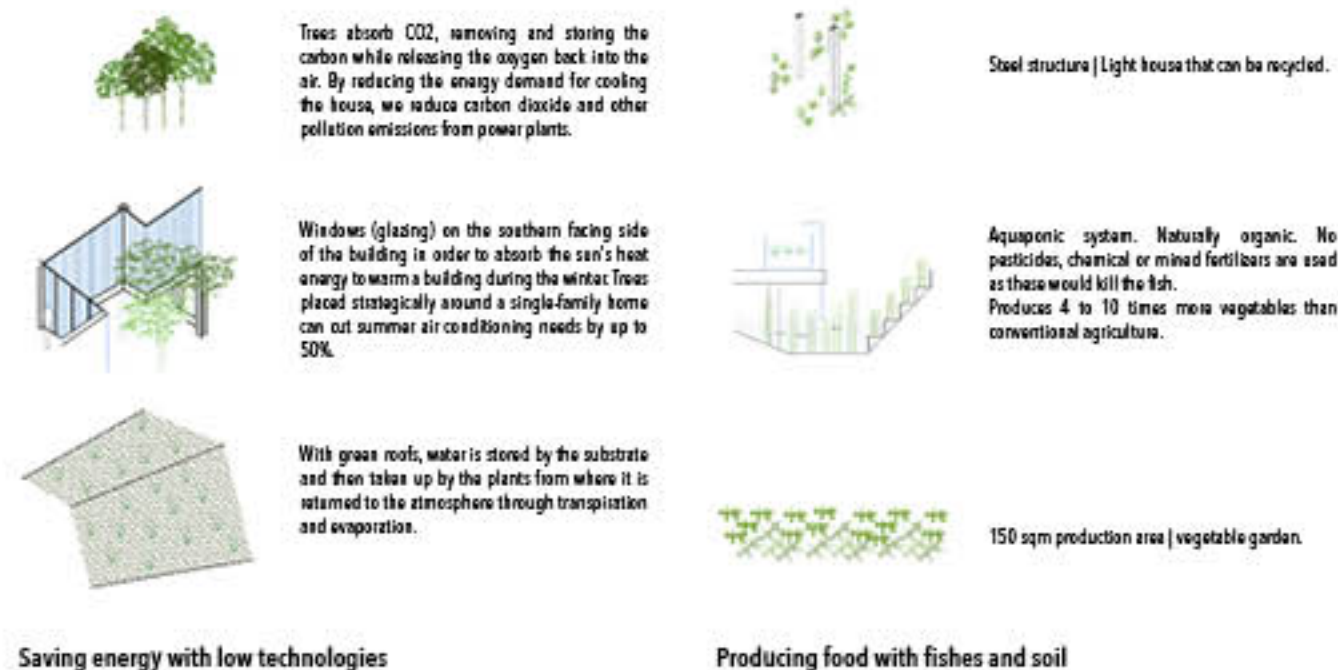 Trees absorb CO2, removing and storing the
carbon while releasing the oxygen back into the
air. By reducing the energy demand for cooling
the house, we reduce carbon dioxide and other
pollution emissions from power plants.
Windows (glazing) on the southern facing side
of the building in order to absorb the sun's heat
energy to warm a building during the winter. Trees
placed strategically around a single-family home
can cut summer air conditioning needs by up to
50%.
With green roofs, water is stored by the substrate
and then taken up by the plants from where it is
returned to the atmosphere through transpiration
and evaporation.
Saving energy with low technologies
Steel structure | Light house that can be recycled.
Aquaponic system. Naturally organic. No
pesticides, chemical or mined fertilizers are used
as these would kill the fish.
Produces 4 to 10 times more vegetables than
conventional agriculture.
150 sqm production area | vegetable garden.
Producing food with fishes and soil